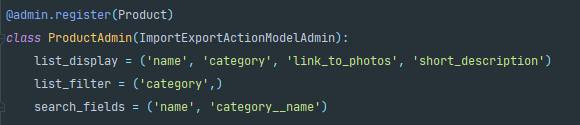 @admin.register(Product)
class ProductAdmin(ImportExportActionModelAdmin):
    list_display = ('name', 'category', 'link_to_photos', 'short_description')
    list_filter = ('category',)
    search_fields = ('name', 'category__name')